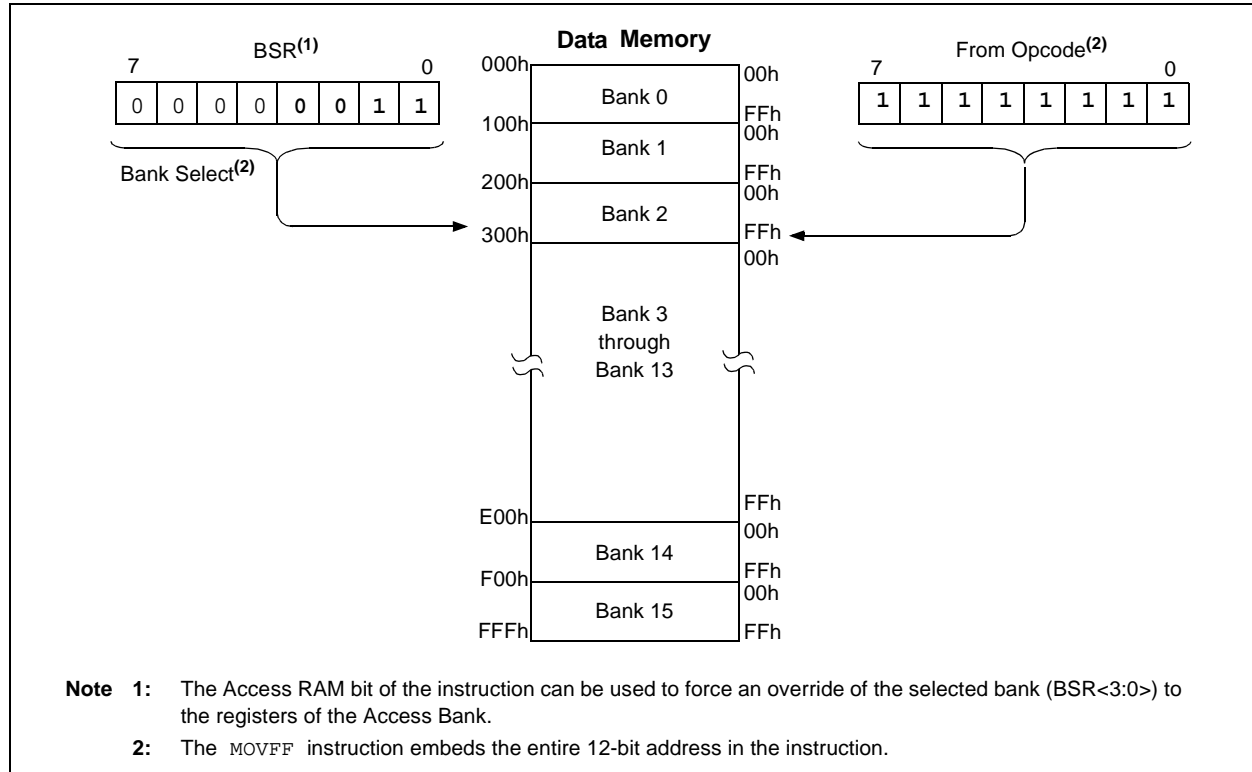 Data Memory
BSR(1)
7 0
0 0 0 0 0 0 1 1
Bank Select(2)
From Opcode(2)
7 0
1 1 1 1 1 1 1 1
000h 00h
Bank 0
FFh
100h 00h
Bank 1
FFh
200h 00h
Bank 2
FFh
300h 00h
Bank 3
through
Bank 13
FFh
E00h 00h
Bank 14
FFh
F00h 00h
Bank 15
FFFh FFh
Note 1: The Access RAM bit of the instruction can be used to force an override of the selected bank (BSR<3:0>) to
the registers of the Access Bank.
2: The MOVFF instruction embeds the entire 12-bit address in the instruction.